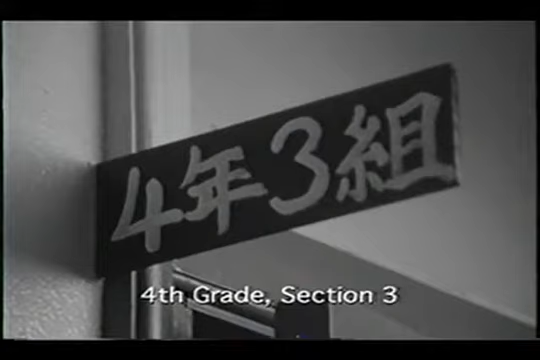 4年3組
4th Grade, Section 3